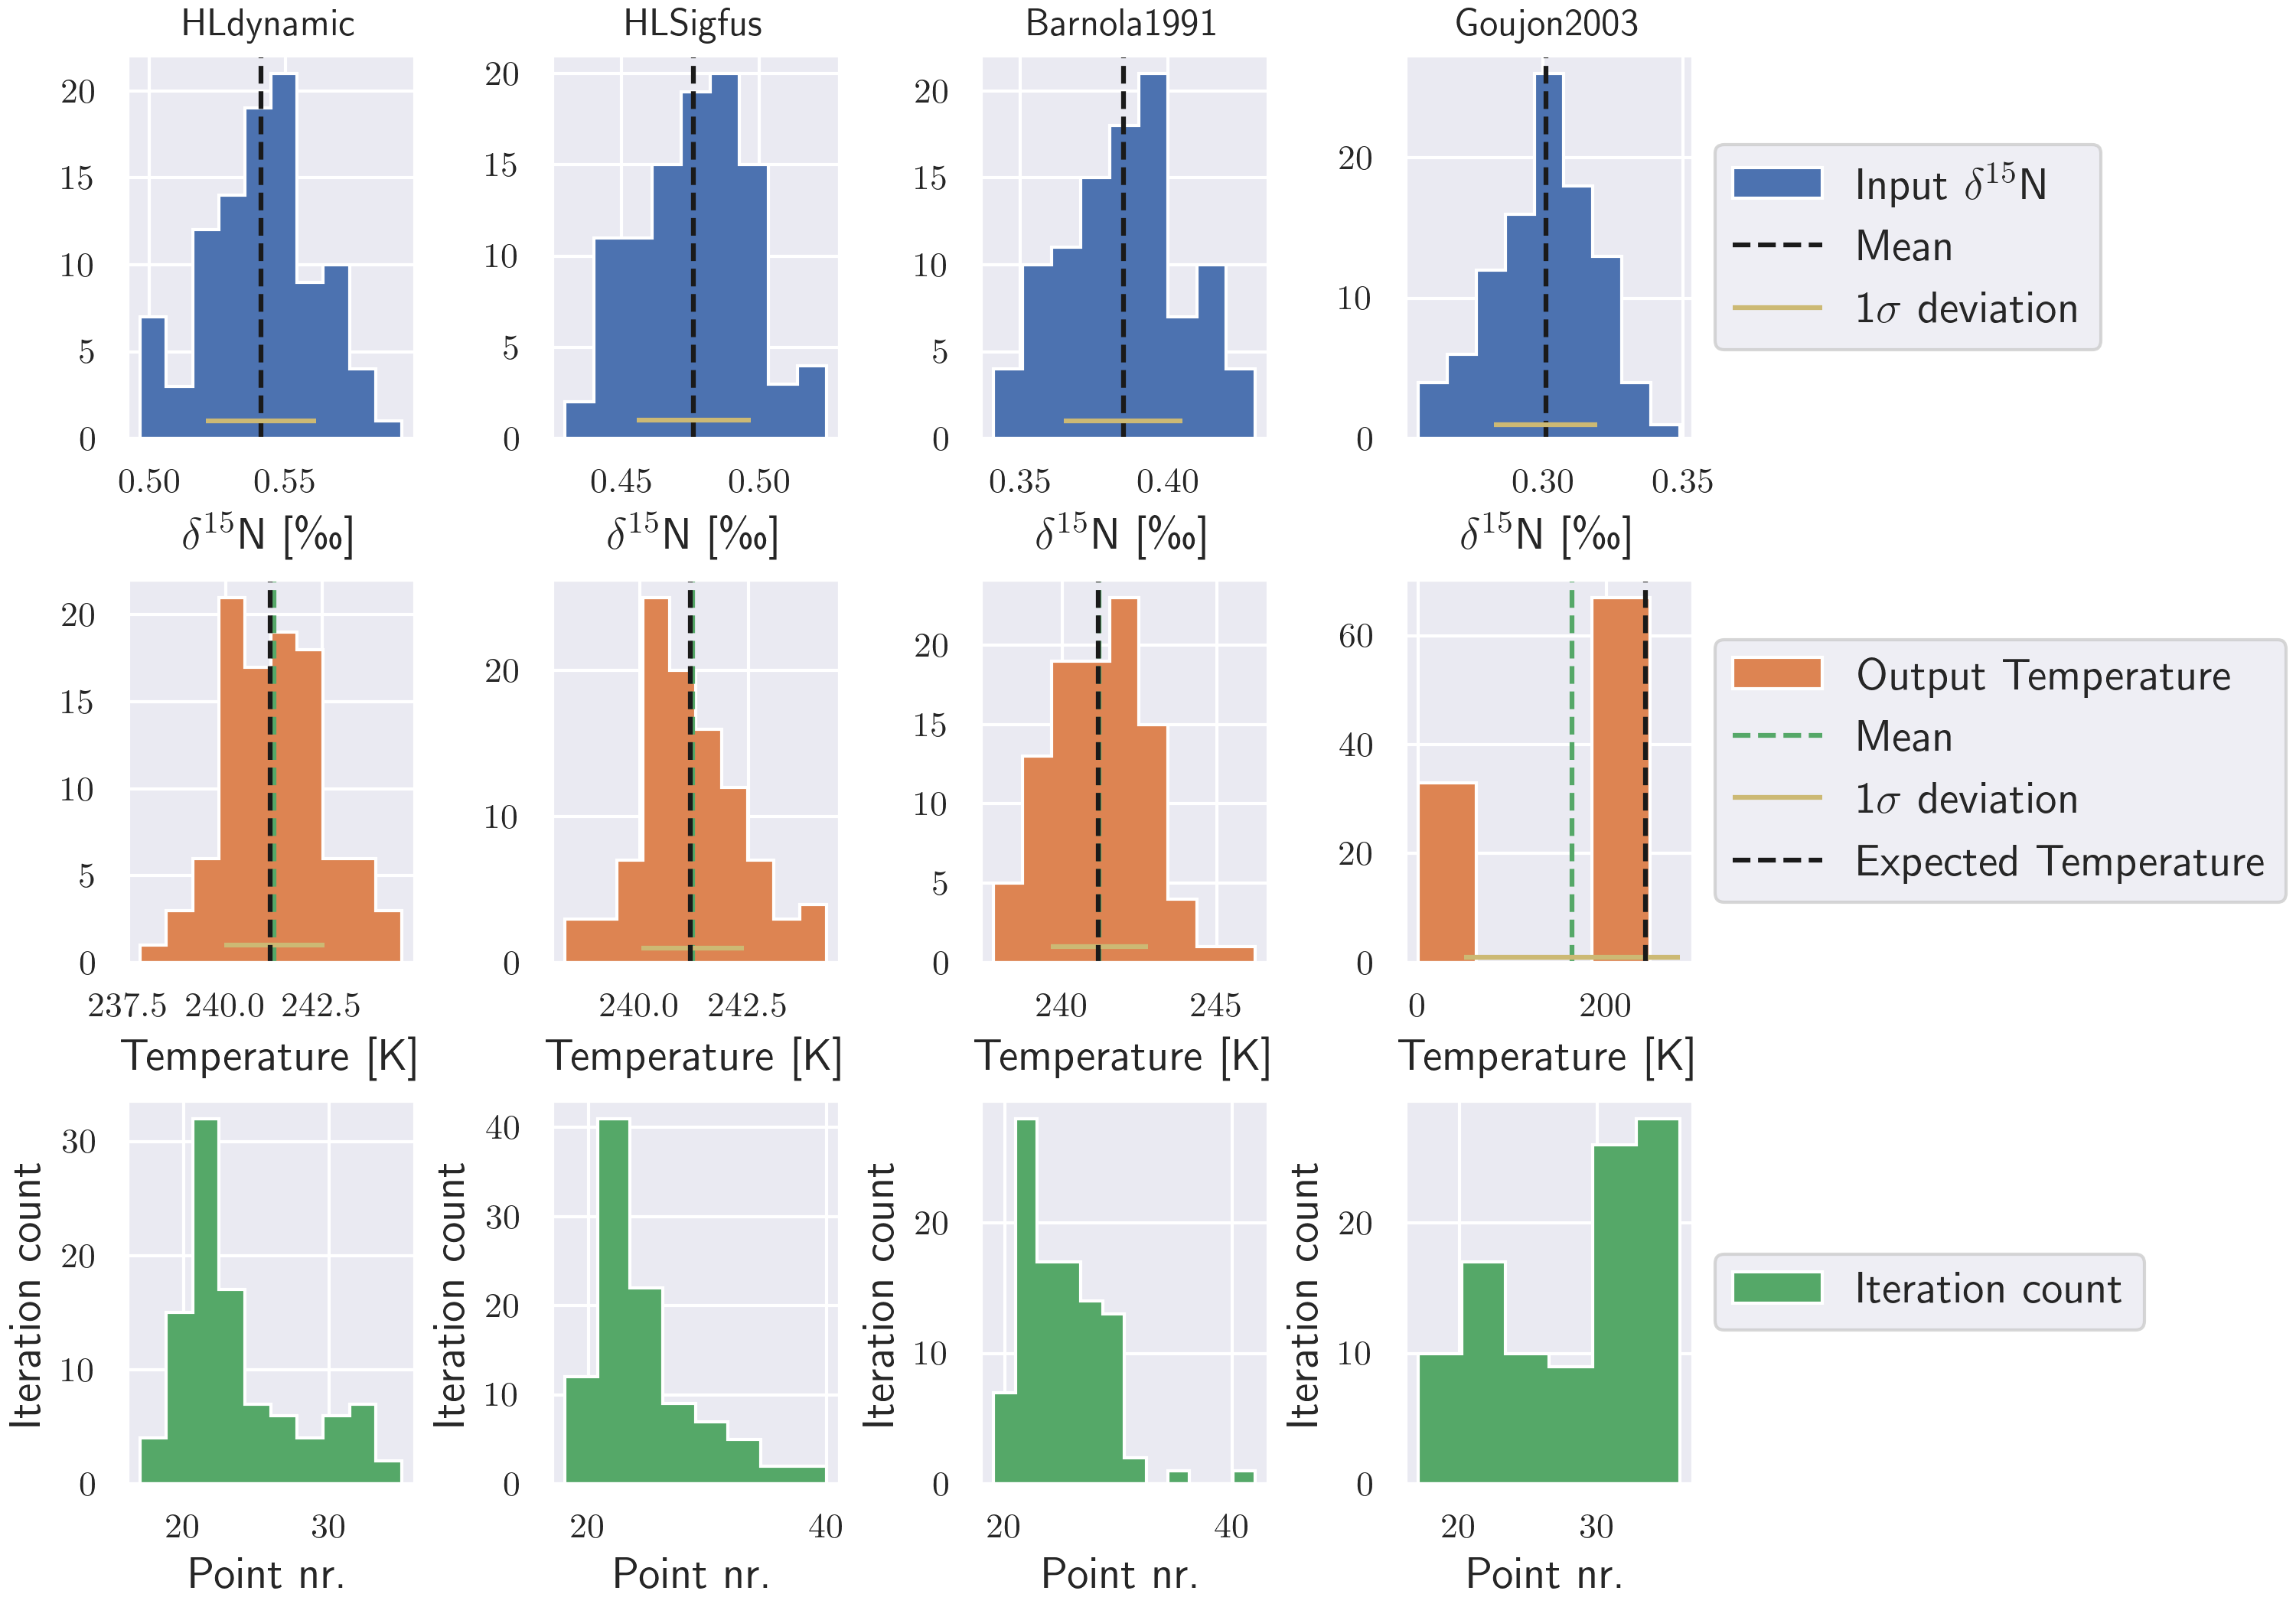 HLdynamic HLSigfus Barnola1991 Goujon2003
20 15 10 5 0
20 15 10 5 0
20 15 10 5 0
20 10 0
Input δ¹⁵N
Mean
1σ deviation
0.50 0.55 0.45 0.50 0.35 0.40 0.30 0.35
δ¹⁵N [‰] δ¹⁵N [‰] δ¹⁵N [‰] δ¹⁵N [‰]
20 15 10 5 0
20 10 0
20 15 10 5 0
60 40 20 0
Output Temperature
Mean
1σ deviation
Expected Temperature
237.5 240.0 242.5 240.0 242.5 240 245 0 200
Temperature [K] Temperature [K] Temperature [K] Temperature [K]
Iteration count
30 20 10 0
Iteration count
40 30 20 10 0
Iteration count
20 10 0
Iteration count
20 10 0
Iteration count
20 30 20 40 20 40 20 30
Point nr. Point nr. Point nr. Point nr.